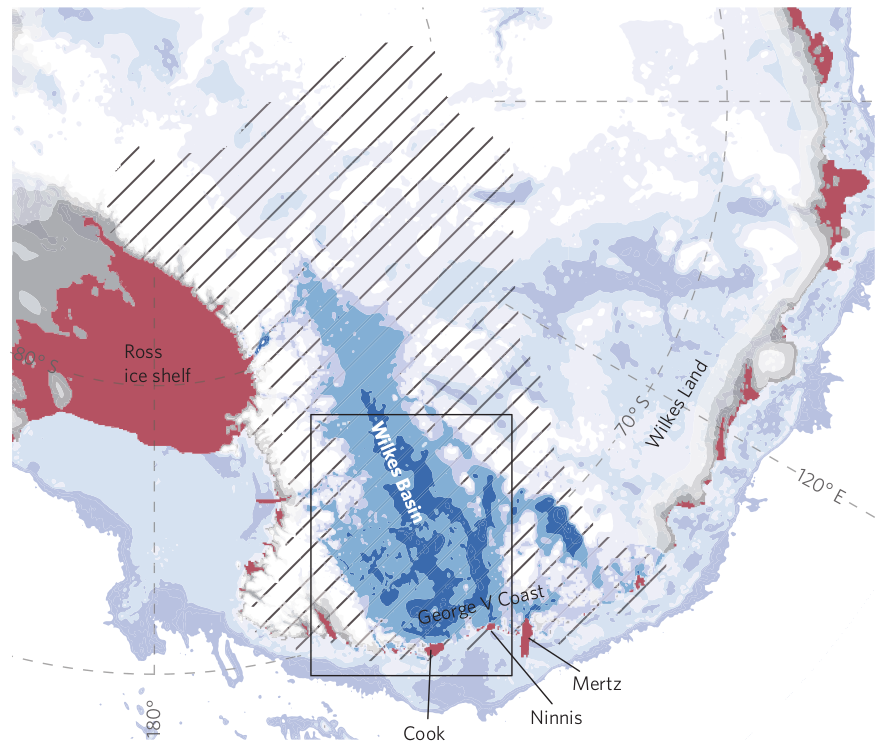 Ross
ice shelf
80° S
Wilkes Land
70° S
Wilkes Basin
120° E
George V Coast
Mertz
Ninnis
180°
Cook